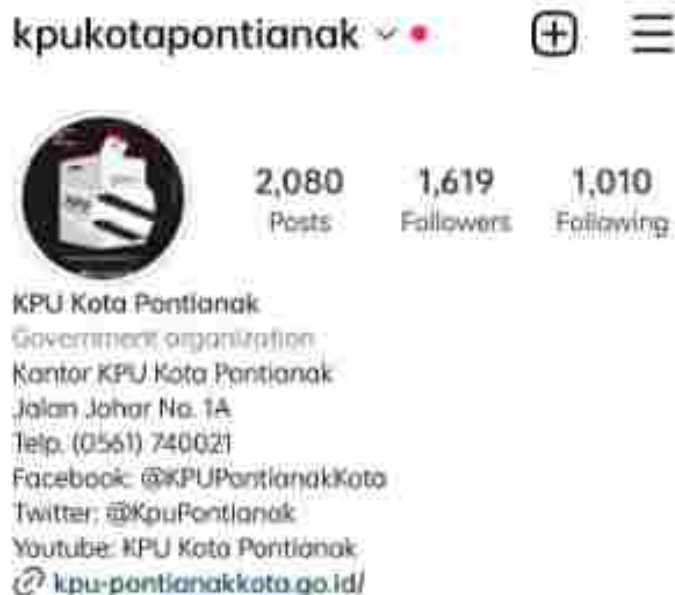 kpukotapontianak
2,080 1,619 1,010
Posts Followers Following
KPU Kota Pontianak
Government organization
Kantor KPU Kota Pontianak
Jalan Johar No. 1A
Telp. (0561) 740021
Facebook: @KPUPontianakKota
Twitter: @KpuPontianak
Youtube: KPU Kota Pontianak
kpu-pontianakkota.go.id/